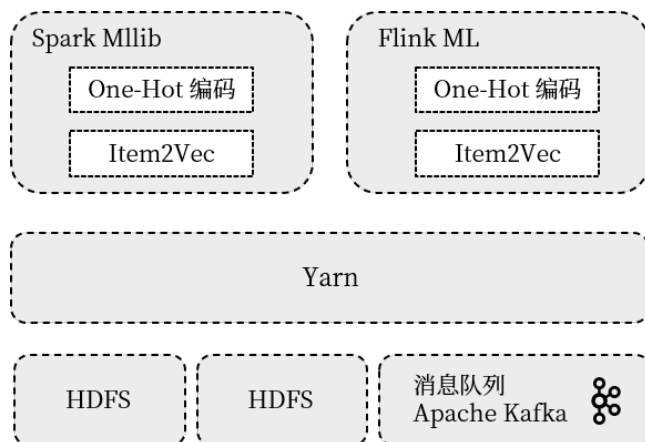 Spark Mllib
One-Hot 编码
Item2Vec
Flink ML
One-Hot 编码
Item2Vec
Yarn
HDFS
HDFS
消息队列
Apache Kafka